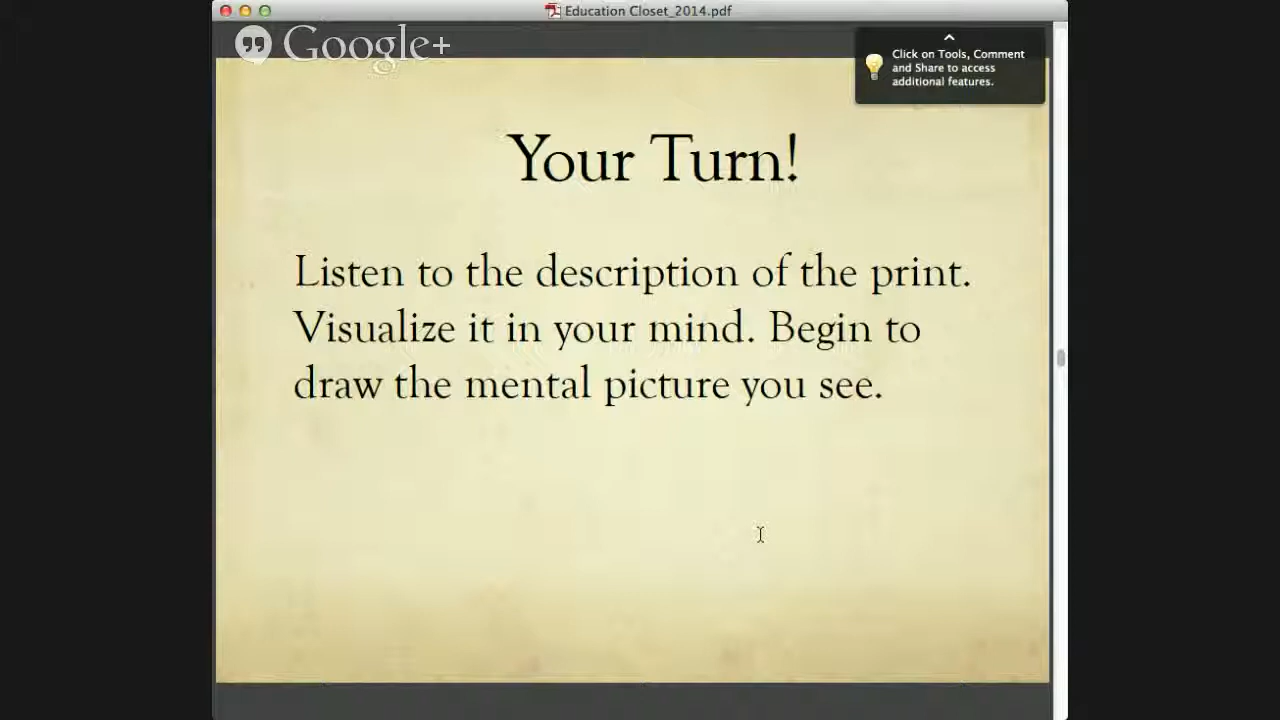 Education Closet_2014.pdf
Google+
Click on Tools, Comment
and Share to access
additional features.
Your Turn!
Listen to the description of the print.
Visualize it in your mind. Begin to
draw the mental picture you see.